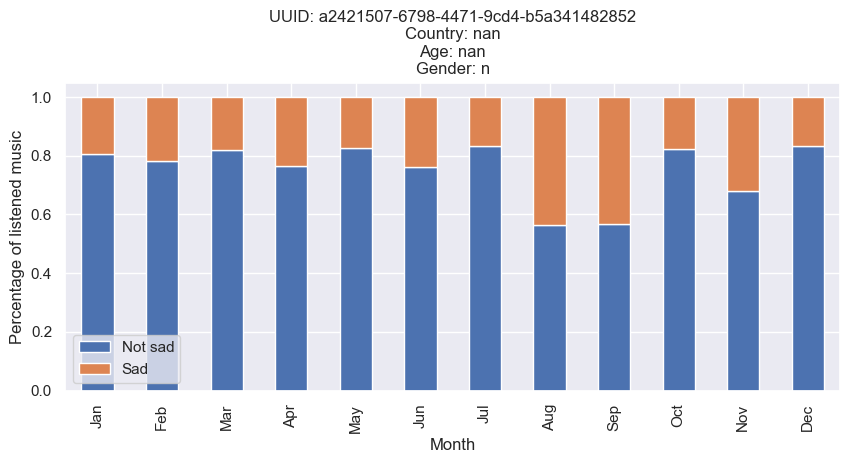 UUID: a2421507-6798-4471-9cd4-b5a341482852
Country: nan
Age: nan
Gender: n
Percentage of listened music
1.0
0.8
0.6
0.4
0.2
0.0
Not sad
Sad
Jan
Feb
Mar
Apr
May
Jun
Jul
Aug
Sep
Oct
Nov
Dec
Month